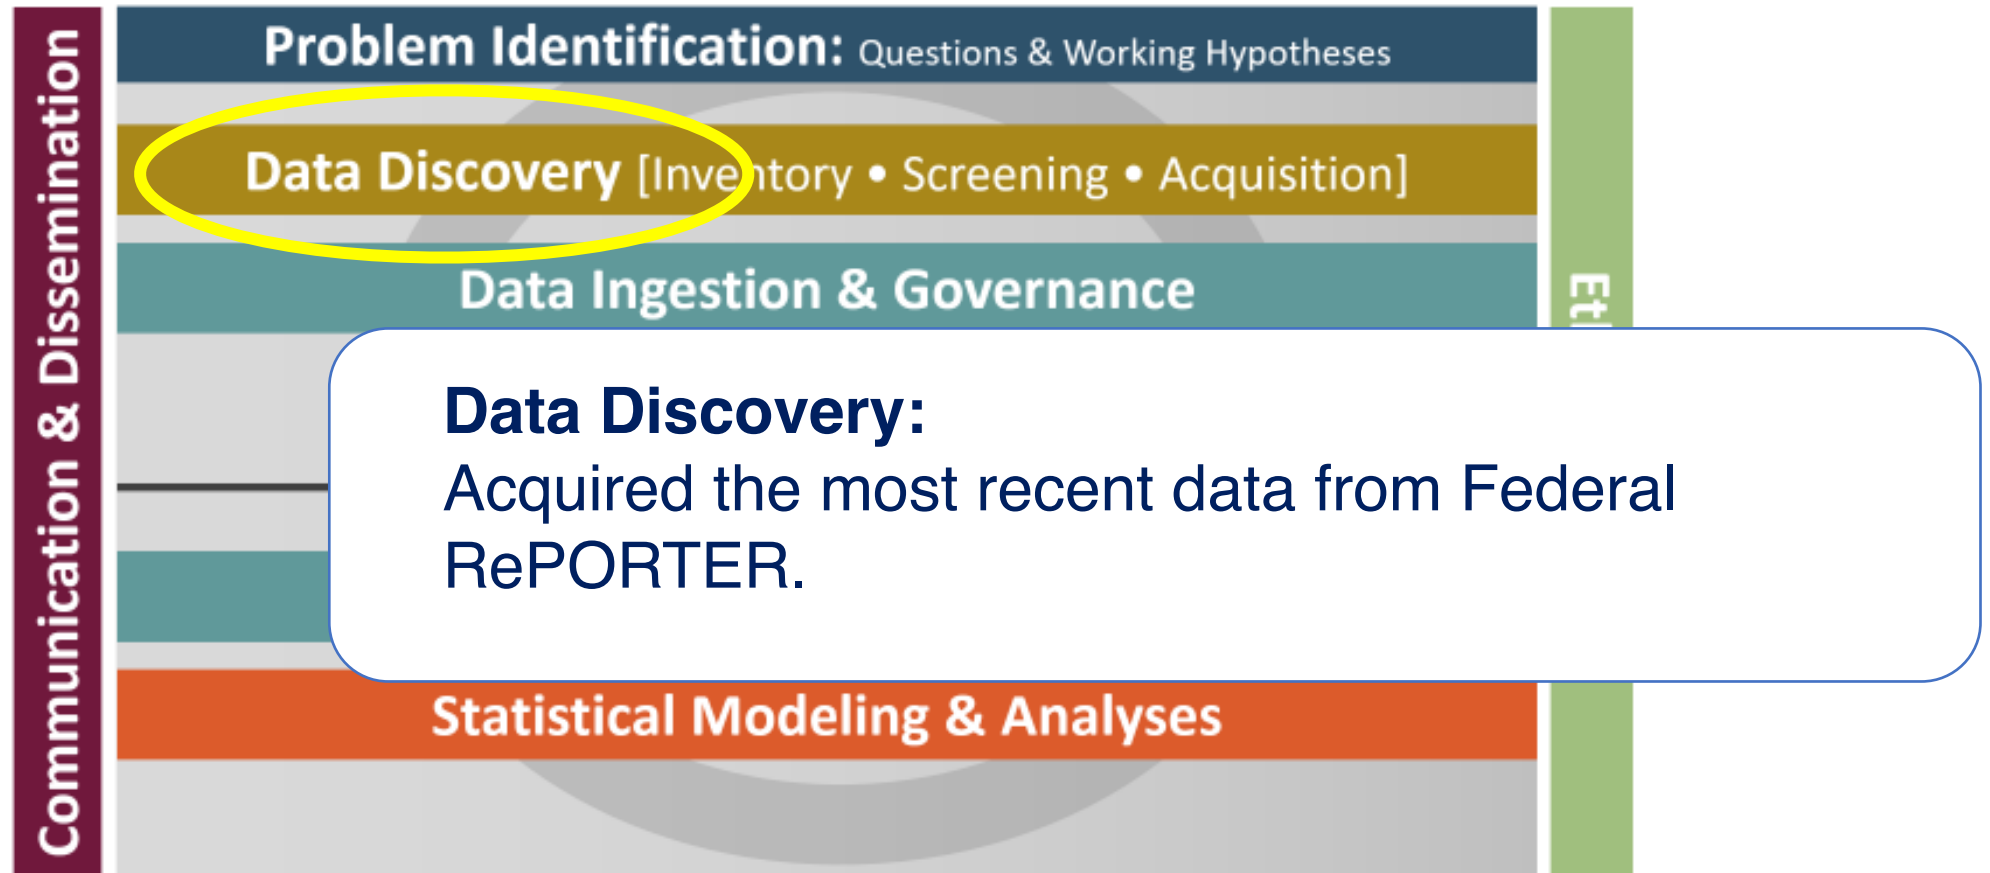 Communication & Dissemination
Problem Identification: Questions & Working Hypotheses
Data Discovery [Inventory • Screening • Acquisition]
Data Ingestion & Governance
Data Discovery:
Acquired the most recent data from Federal
RePORTER.
Statistical Modeling & Analyses